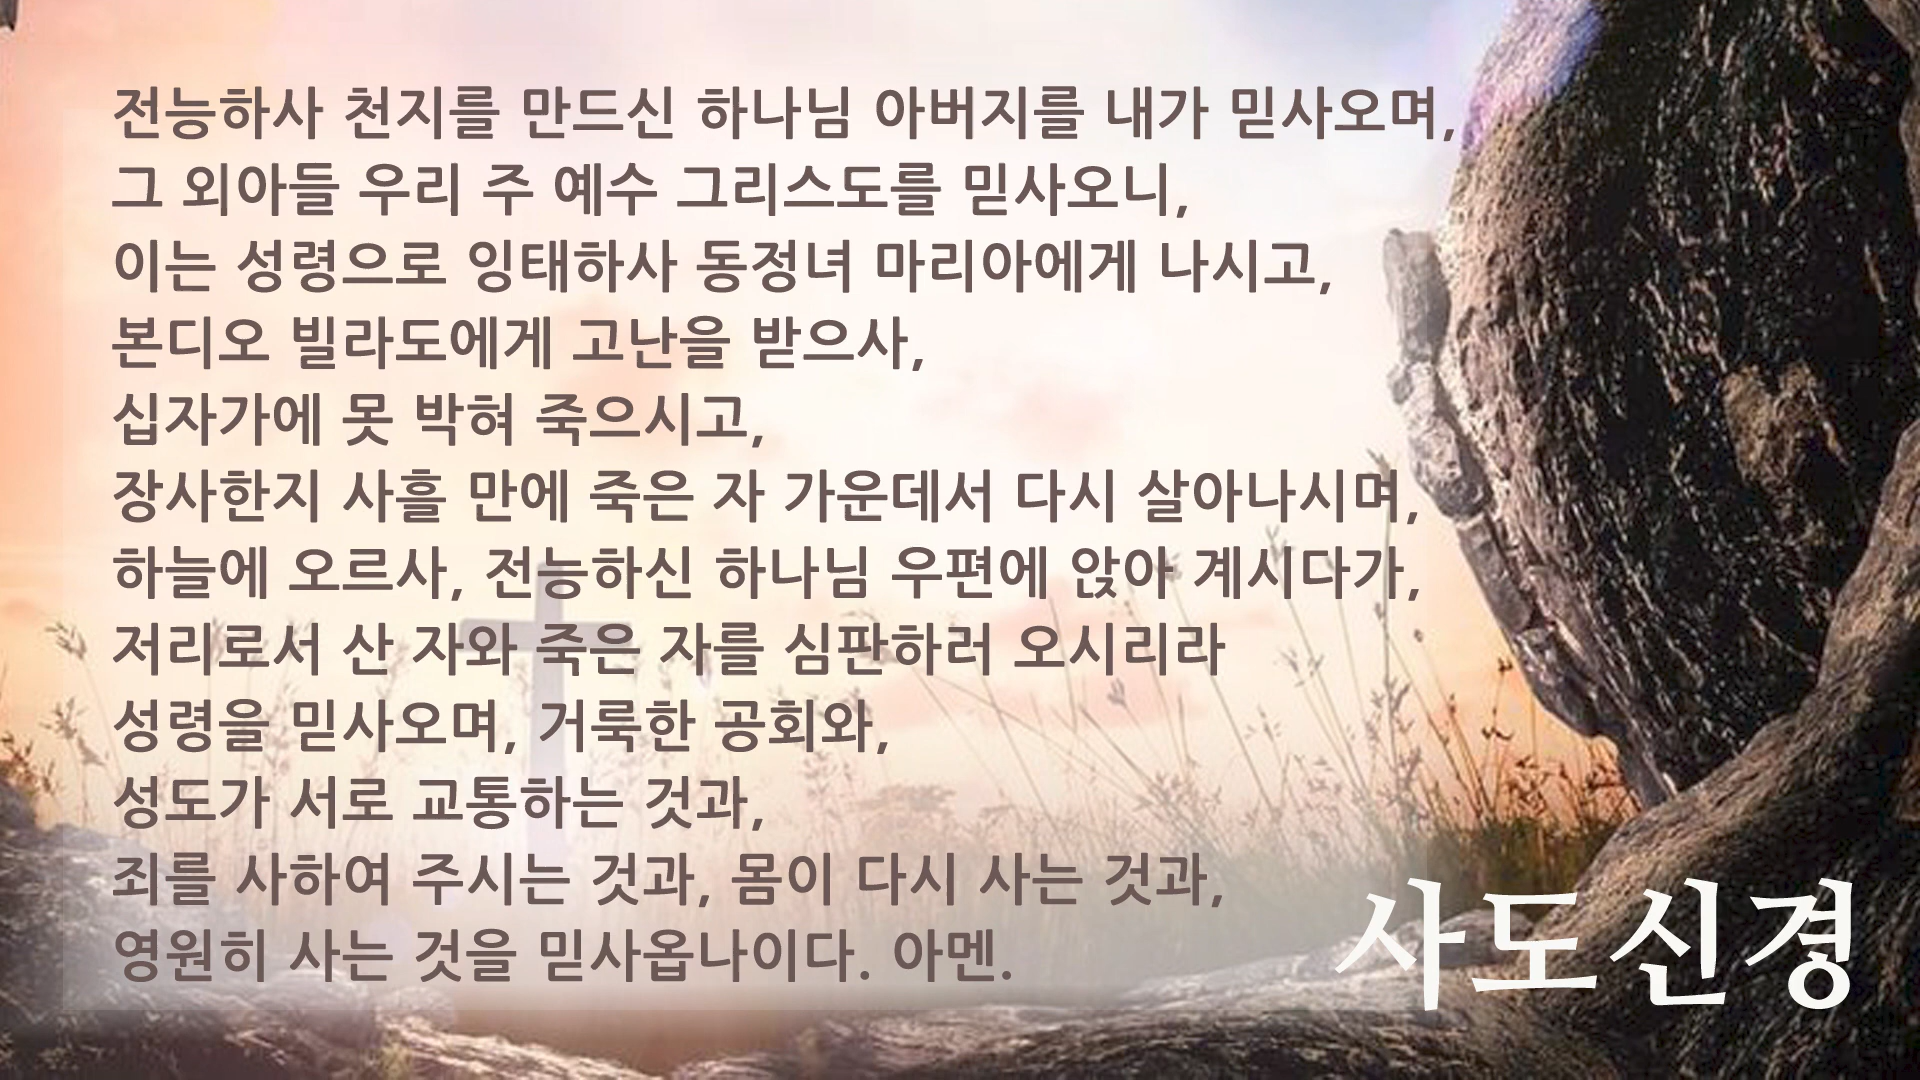 전능하사 천지를 만드신 하나님 아버지를 내가 믿사오며,
그 외아들 우리 주 예수 그리스도를 믿사오니,
이는 성령으로 잉태하사 동정녀 마리아에게 나시고,
본디오 빌라도에게 고난을 받으사,
십자가에 못 박혀 죽으시고,
장사한지 사흘 만에 죽은 자 가운데서 다시 살아나시며,
하늘에 오르사, 전능하신 하나님 우편에 앉아 계시다가,
저리로서 산 자와 죽은 자를 심판하러 오시리라
성령을 믿사오며, 거룩한 공회와,
성도가 서로 교통하는 것과,
죄를 사하여 주시는 것과, 몸이 다시 사는 것과,
영원히 사는 것을 믿사옵나이다. 아멘.
사도신경